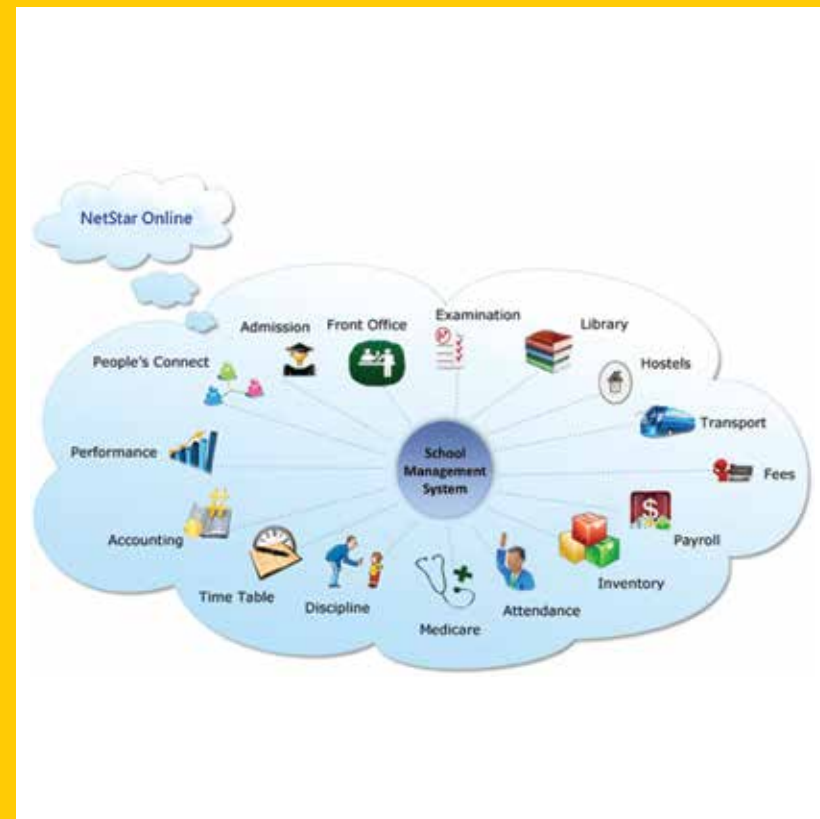 NetStar Online
Examination
Admission Front Office
Library
People's Connect
Hostels
Transport
Performance
School
Management
System
Fees
Accounting
Payroll
Time Table
Discipline
Medicare
Attendance
Inventory